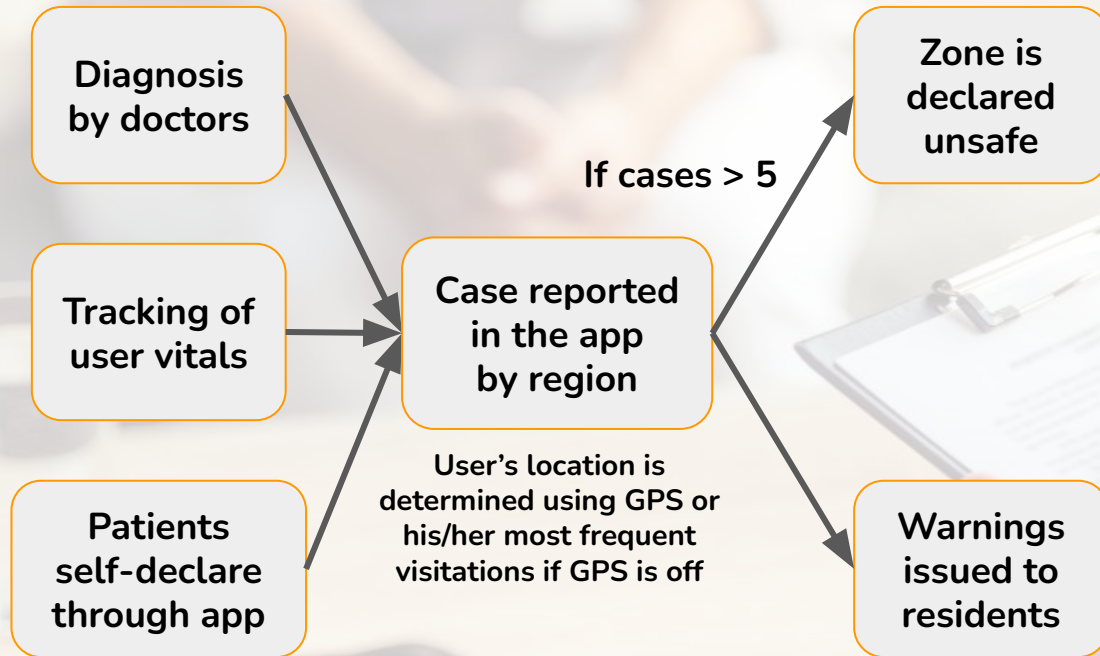 Diagnosis
by doctors
Tracking of
user vitals
Patients
self-declare
through app
Case reported
in the app
by region
User’s location is
determined using GPS or
his/her most frequent
visitations if GPS is off
If cases > 5
Zone is
declared
unsafe
Warnings
issued to
residents